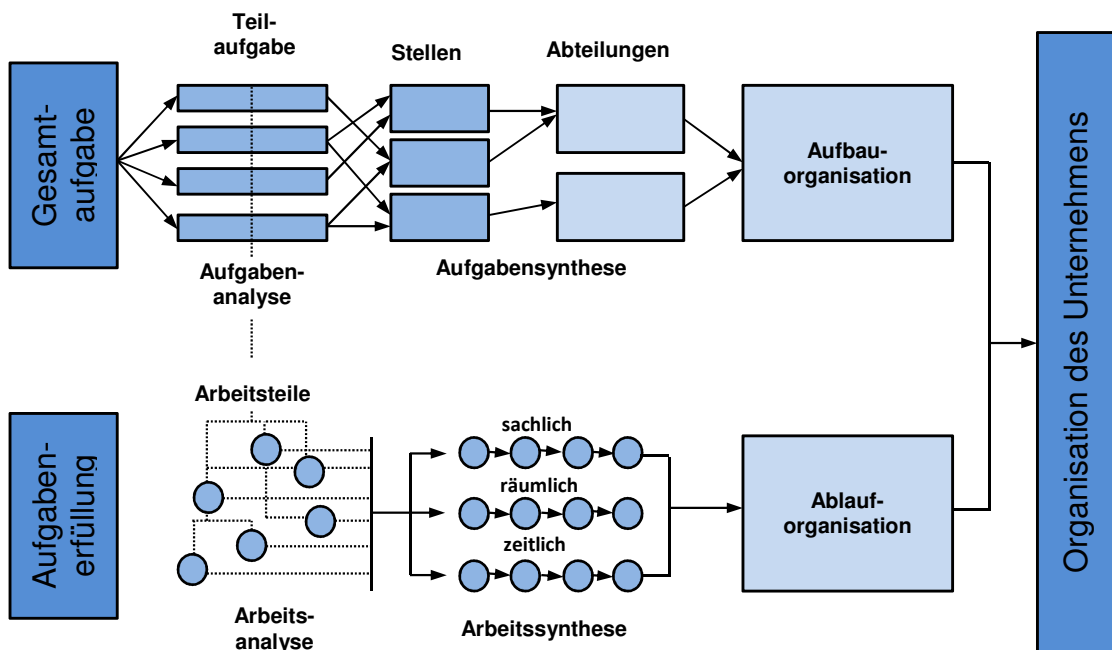 Teil-
aufgabe
Stellen
Abteilungen
Gesamt-
aufgabe
Aufbau-
organisation
Aufgaben-
analyse
Aufgabensynthese
Organisation des Unternehmens
Arbeitsteile
Aufgaben-
erfüllung
sachlich
räumlich
zeitlich
Ablauf-
organisation
Arbeits-
analyse
Arbeitssynthese